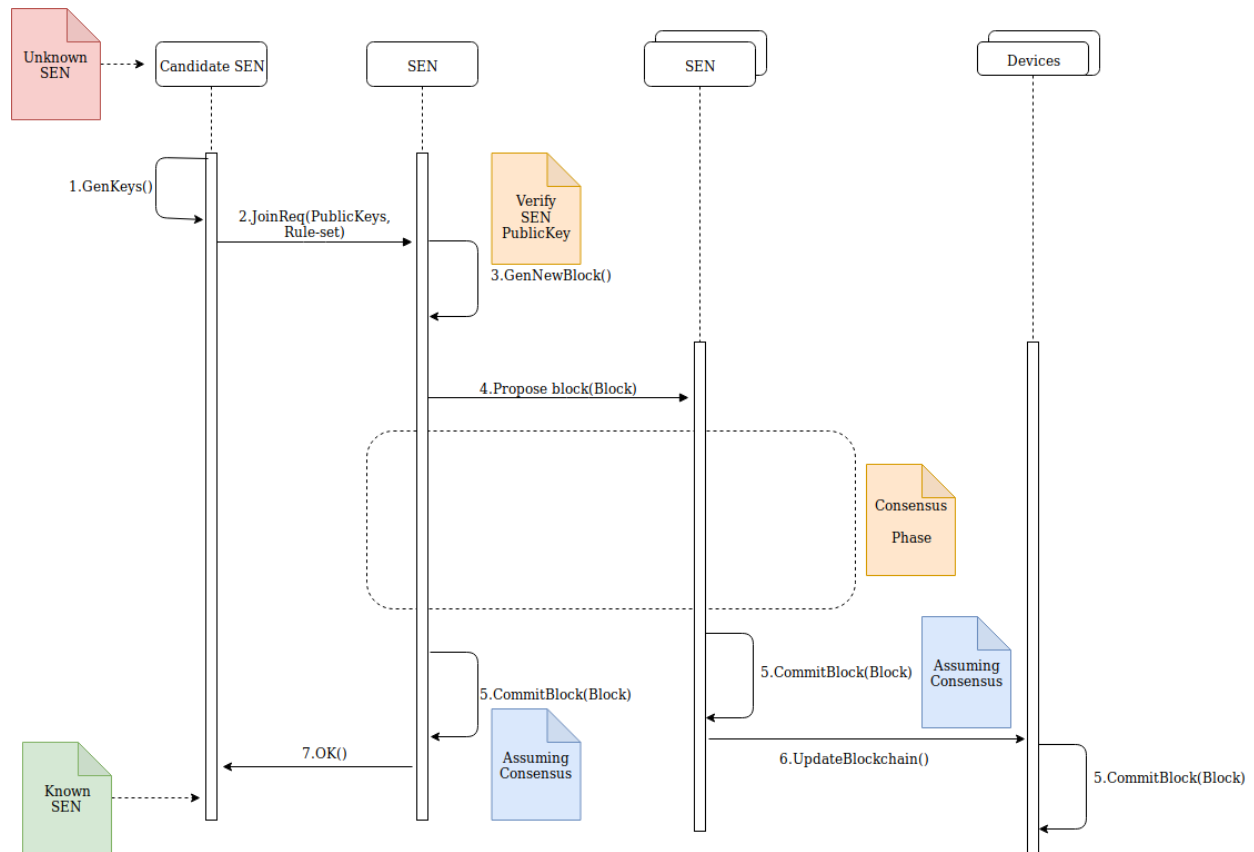 Unknown
SEN
Candidate SEN
SEN
SEN
Devices
1.GenKeys()
2.JoinReq(PublicKeys,
Rule-set)
Verify
SEN
PublicKey
3.GenNewBlock()
4.Propose block(Block)
Consensus
Phase
5.CommitBlock(Block)
Assuming
Consensus
5.CommitBlock(Block)
Assuming
Consensus
6.UpdateBlockchain()
7.OK()
5.CommitBlock(Block)
Known
SEN